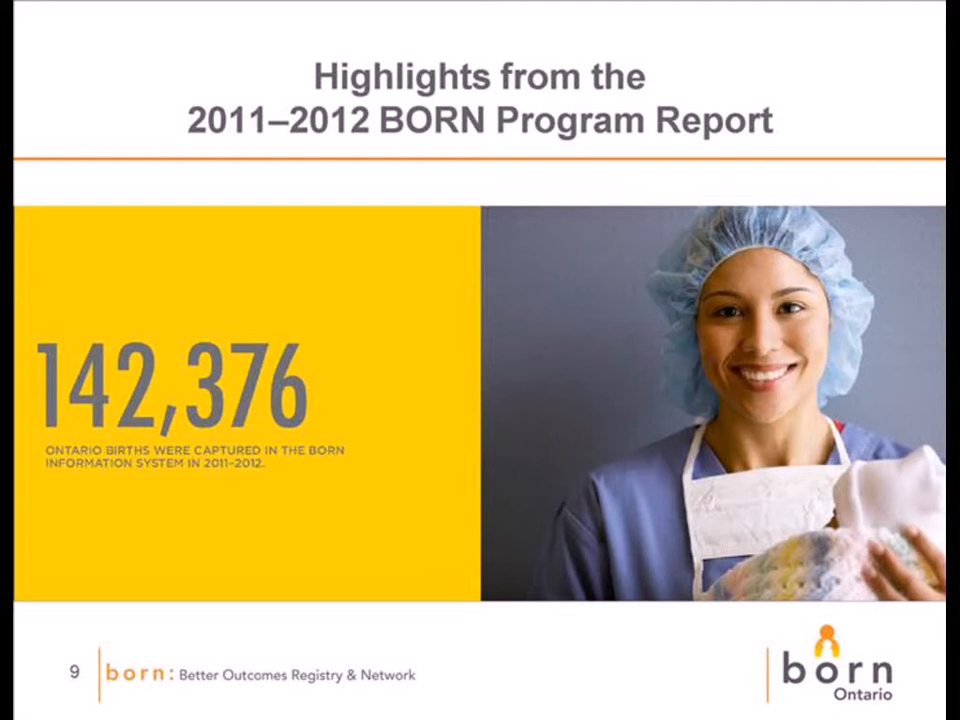 Highlights from the
2011–2012 BORN Program Report
142,376
ONTARIO BIRTHS WERE CAPTURED IN THE BORN
INFORMATION SYSTEM IN 2011–2012.
9
born: Better Outcomes Registry & Network
born
Ontario